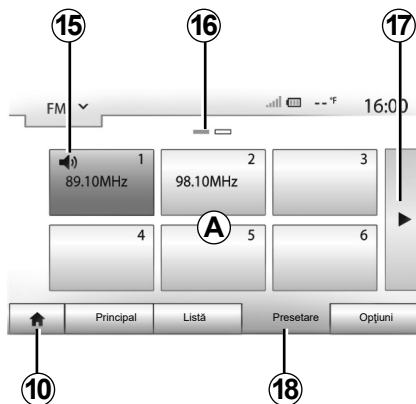 15 16 17
FM -- °F 16:00
1 2 3
89.10MHz 98.10MHz
A
4 5 6
Principal Listă Presetare Opţiuni
10 18